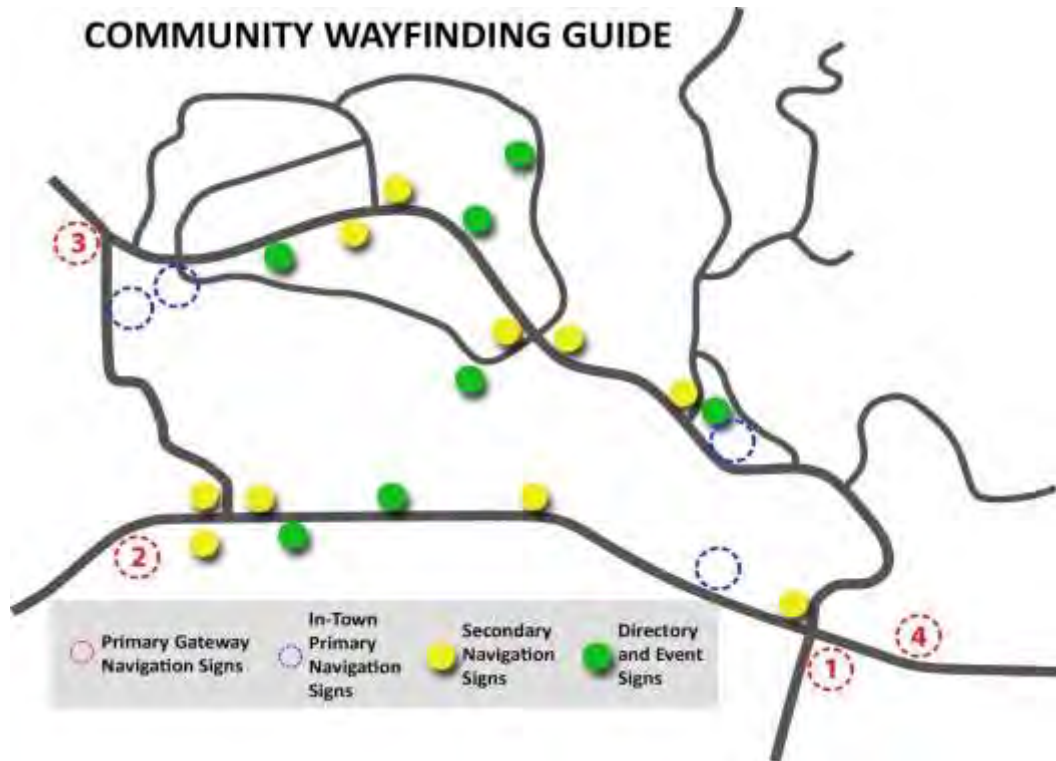 COMMUNITY WAYFINDING GUIDE
3
2
4
1
Primary Gateway
Navigation Signs
In-Town
Primary
Navigation
Signs
Secondary
Navigation
Signs
Directory
and Event
Signs